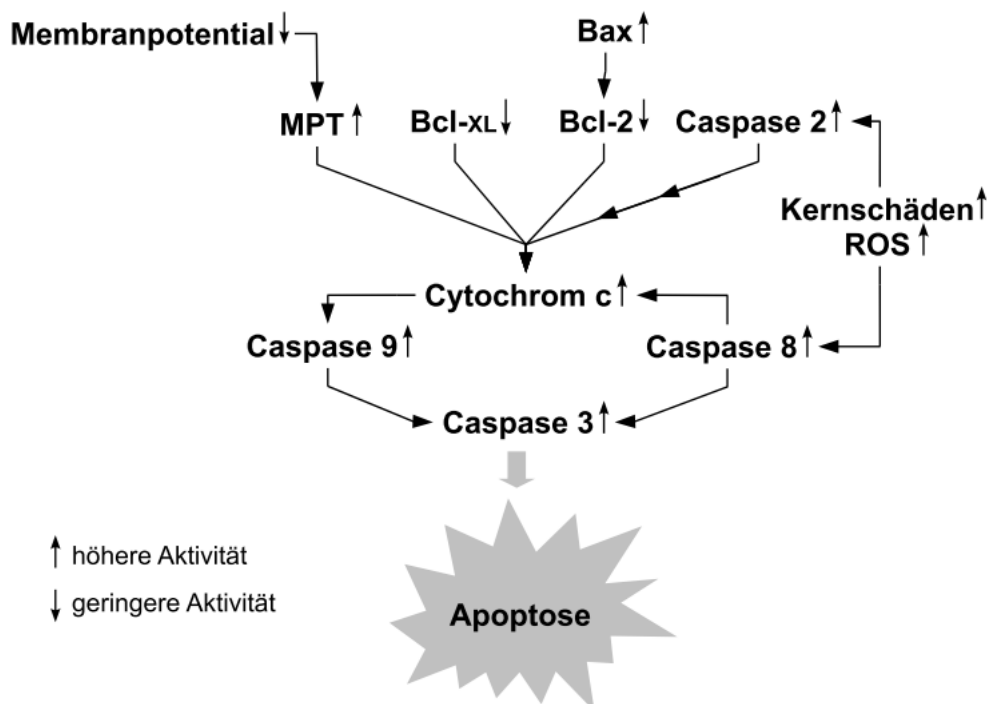 Membranpotential↓
Bax↑
MPT↑
Bcl-XL↓
Bcl-2↓
Caspase 2↑
Kernschäden↑
ROS↑
Cytochrom c↑
Caspase 9↑
Caspase 8↑
Caspase 3↑
↑ höhere Aktivität
↓ geringere Aktivität
Apoptose